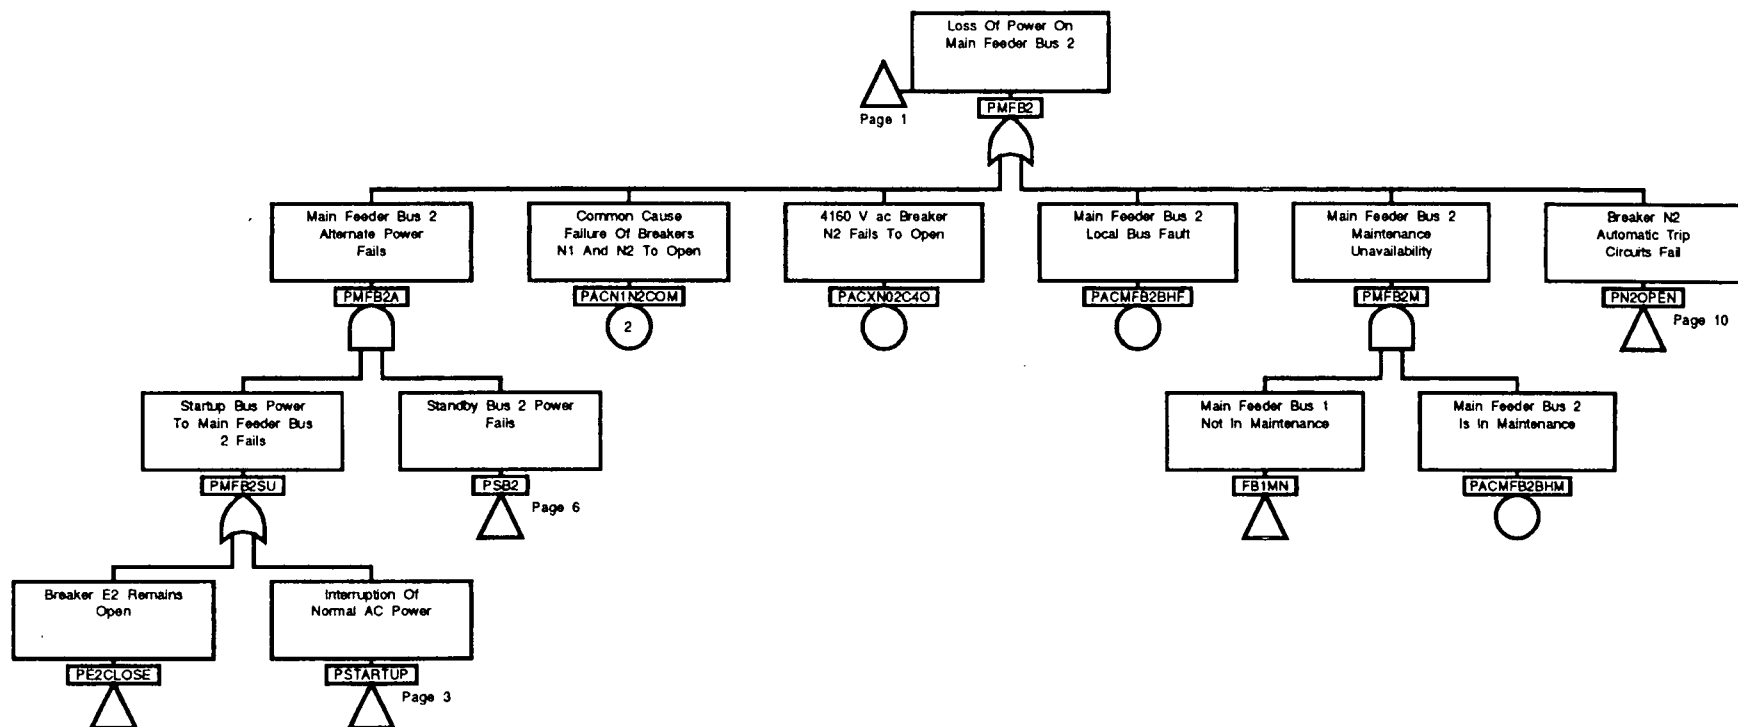 Loss Of Power On
Main Feeder Bus 2
Page 1
PMFB2
Main Feeder Bus 2
Alternate Power
Fails
Common Cause
Failure Of Breakers
N1 And N2 To Open
4160 V ac Breaker
N2 Fails To Open
Main Feeder Bus 2
Local Bus Fault
Main Feeder Bus 2
Maintenance
Unavailability
Breaker N2
Automatic Trip
Circuits Fail
PMFB2A
PACN1N2COM
PACXN02C4O
PACMFB2BHF
PMFB2M
PN2OPEN
2
Page 10
Startup Bus Power
To Main Feeder Bus
2 Fails
Standby Bus 2 Power
Fails
Main Feeder Bus 1
Not In Maintenance
Main Feeder Bus 2
Is In Maintenance
PMFB2SU
PSB2
Page 6
FB1MN
PACMFB2BHM
Breaker E2 Remains
Open
Interruption Of
Normal AC Power
PE2CLOSE
PSTARTUP
Page 3